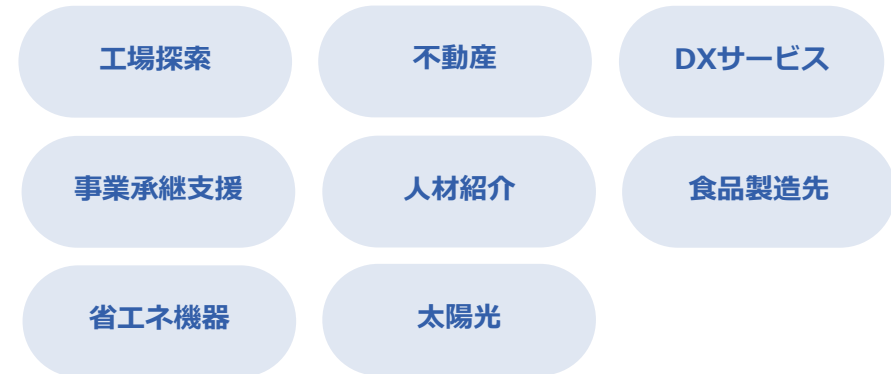 工場探索
不動産
DXサービス
事業承継支援
人材紹介
食品製造先
省エネ機器
太陽光